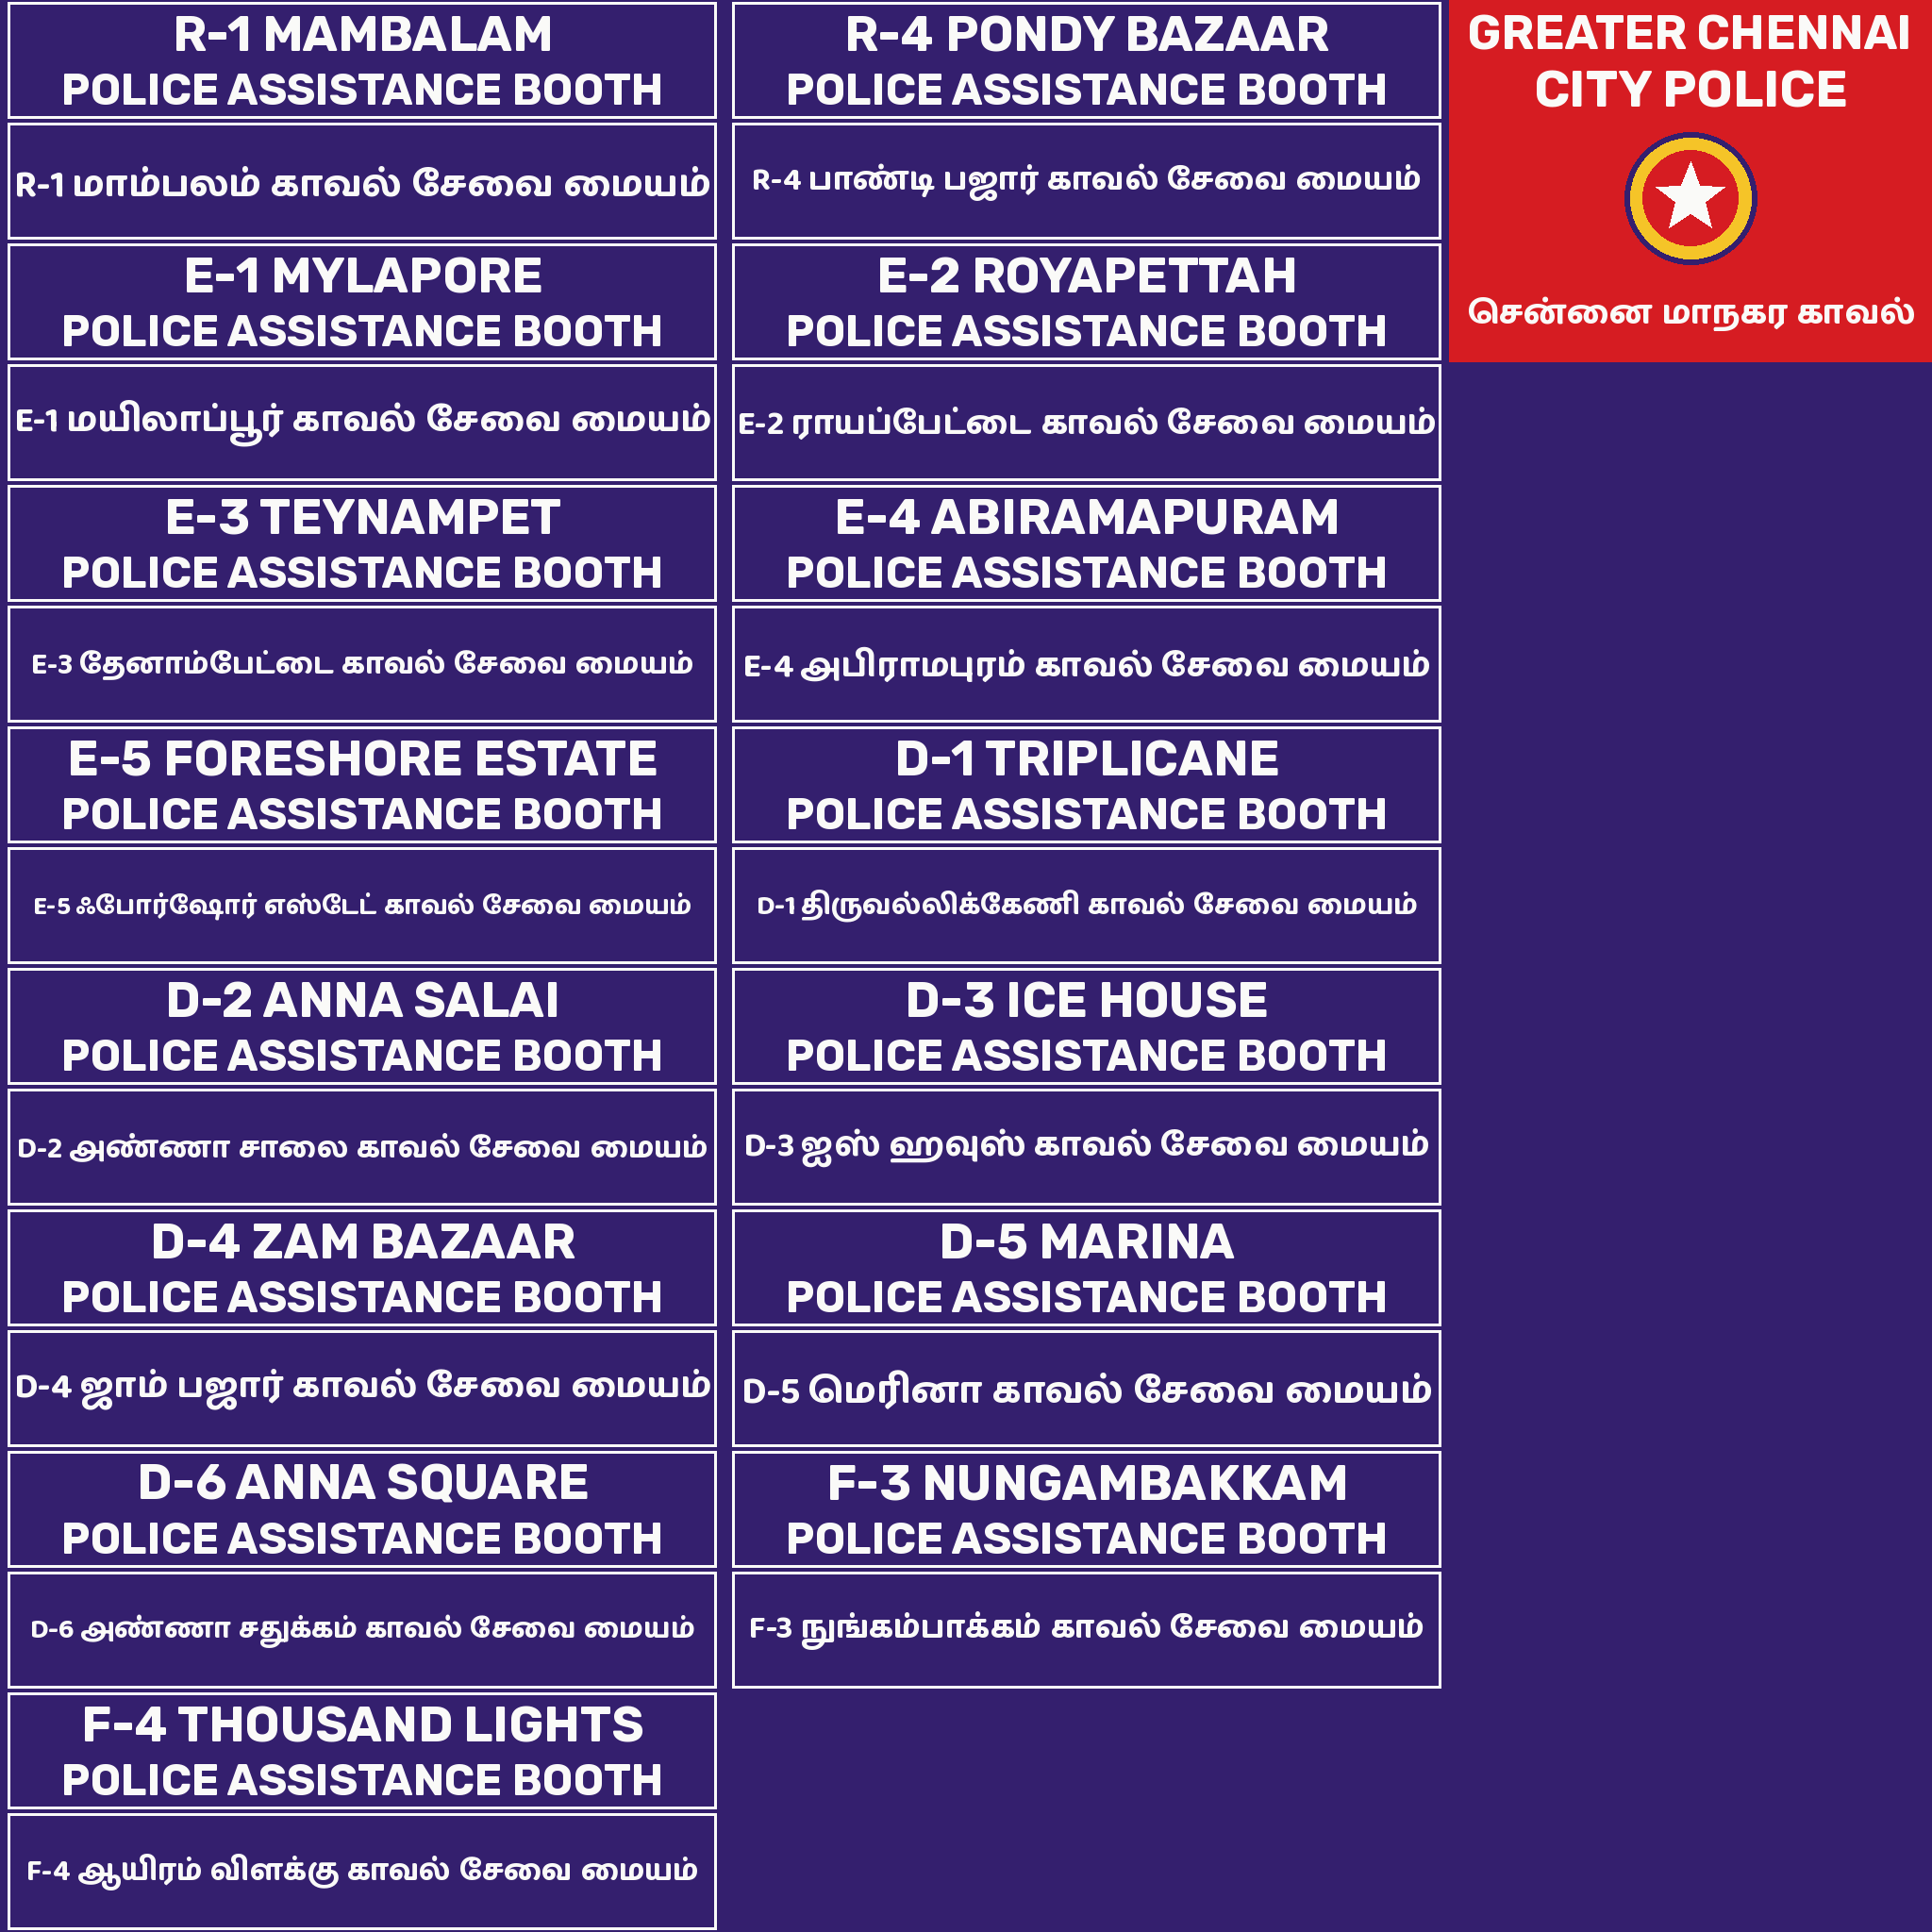 R-1 MAMBALAM
POLICE ASSISTANCE BOOTH
R-1 மாம்பலம் காவல் சேவை மையம்
R-4 PONDY BAZAAR
POLICE ASSISTANCE BOOTH
R-4 பாண்டி பஜார் காவல் சேவை மையம்
GREATER CHENNAI
CITY POLICE
சென்னை மாநகர காவல்
E-1 MYLAPORE
POLICE ASSISTANCE BOOTH
E-1 மயிலாப்பூர் காவல் சேவை மையம்
E-2 ROYAPETTAH
POLICE ASSISTANCE BOOTH
E-2 ராயப்பேட்டை காவல் சேவை மையம்
E-3 TEYNAMPET
POLICE ASSISTANCE BOOTH
E-3 தேனாம்பேட்டை காவல் சேவை மையம்
E-4 ABIRAMAPURAM
POLICE ASSISTANCE BOOTH
E-4 அபிராமபுரம் காவல் சேவை மையம்
E-5 FORESHORE ESTATE
POLICE ASSISTANCE BOOTH
E-5 ஃபோர்ஷோர் எஸ்டேட் காவல் சேவை மையம்
D-1 TRIPLICANE
POLICE ASSISTANCE BOOTH
D-1 திருவல்லிக்கேணி காவல் சேவை மையம்
D-2 ANNA SALAI
POLICE ASSISTANCE BOOTH
D-2 அண்ணா சாலை காவல் சேவை மையம்
D-3 ICE HOUSE
POLICE ASSISTANCE BOOTH
D-3 ஐஸ் ஹவுஸ் காவல் சேவை மையம்
D-4 ZAM BAZAAR
POLICE ASSISTANCE BOOTH
D-4 ஜாம் பஜார் காவல் சேவை மையம்
D-5 MARINA
POLICE ASSISTANCE BOOTH
D-5 மெரினா காவல் சேவை மையம்
D-6 ANNA SQUARE
POLICE ASSISTANCE BOOTH
D-6 அண்ணா சதுக்கம் காவல் சேவை மையம்
F-3 NUNGAMBAKKAM
POLICE ASSISTANCE BOOTH
F-3 நுங்கம்பாக்கம் காவல் சேவை மையம்
F-4 THOUSAND LIGHTS
POLICE ASSISTANCE BOOTH
F-4 ஆயிரம் விளக்கு காவல் சேவை மையம்